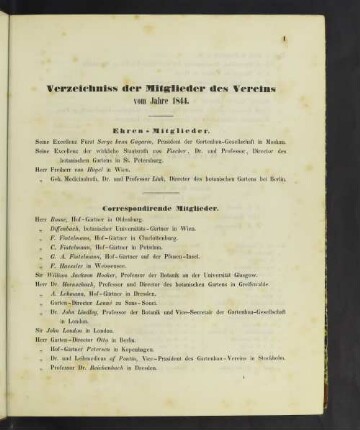 1
Verzeichniss der Mitglieder des Vereins
vom Jahre 1844.
Ehren-Mitglieder.
Seine Excellenz Fürst Serge Iwan Gagarin, Präsident der Gartenbau-Gesellschaft in Moskau.
Seine Excellenz der wirkliche Staatsrath von Fischer, Dr. und Professor, Director des
botanischen Gartens in St. Petersburg.
Herr Freiherr von Hügel in Wien.
„ Geh. Medicinalrath, Dr. und Professor Link, Director des botanischen Gartens bei Berlin.
Correspondirende Mitglieder.
Herr Bosse, Hof-Gärtner in Oldenburg.
„ Diffenbach, botanischer Universitäts-Gärtner in Wien.
„ F. Fintelmann, Hof-Gärtner in Charlottenburg.
„ C. Fintelmann, Hof-Gärtner in Potsdam.
„ G. A. Fintelmann, Hof-Gärtner auf der Pfauen-Insel.
„ F. in Weissensee.
Sir William Jackson Hooker, Professor der Botanik an der Universität Glasgow.
Herr Dr. Hornschuch, Professor und Director des botanischen Gartens in Greifswalde
„ A. Lehmann, Hof-Gärtner in Dresden.
„ Garten-Director Lenné zu Sans-Souci.
„ Dr. John Lindley, Professor der Botanik und Vice-Secretair der Gartenbau-Gesellschaft
in London.
Sir John Loudon in London.
Herr Garten-Director Otto in Berlin.
„ Hof-Gärtner Petersen in Kopenhagen.
„ Dr. und Leibmedicus af Pontin, Vice-Präsident des Gartenbau-Vereins in Stockholm.
„ Professor Dr. Reichenbach in Dresden.